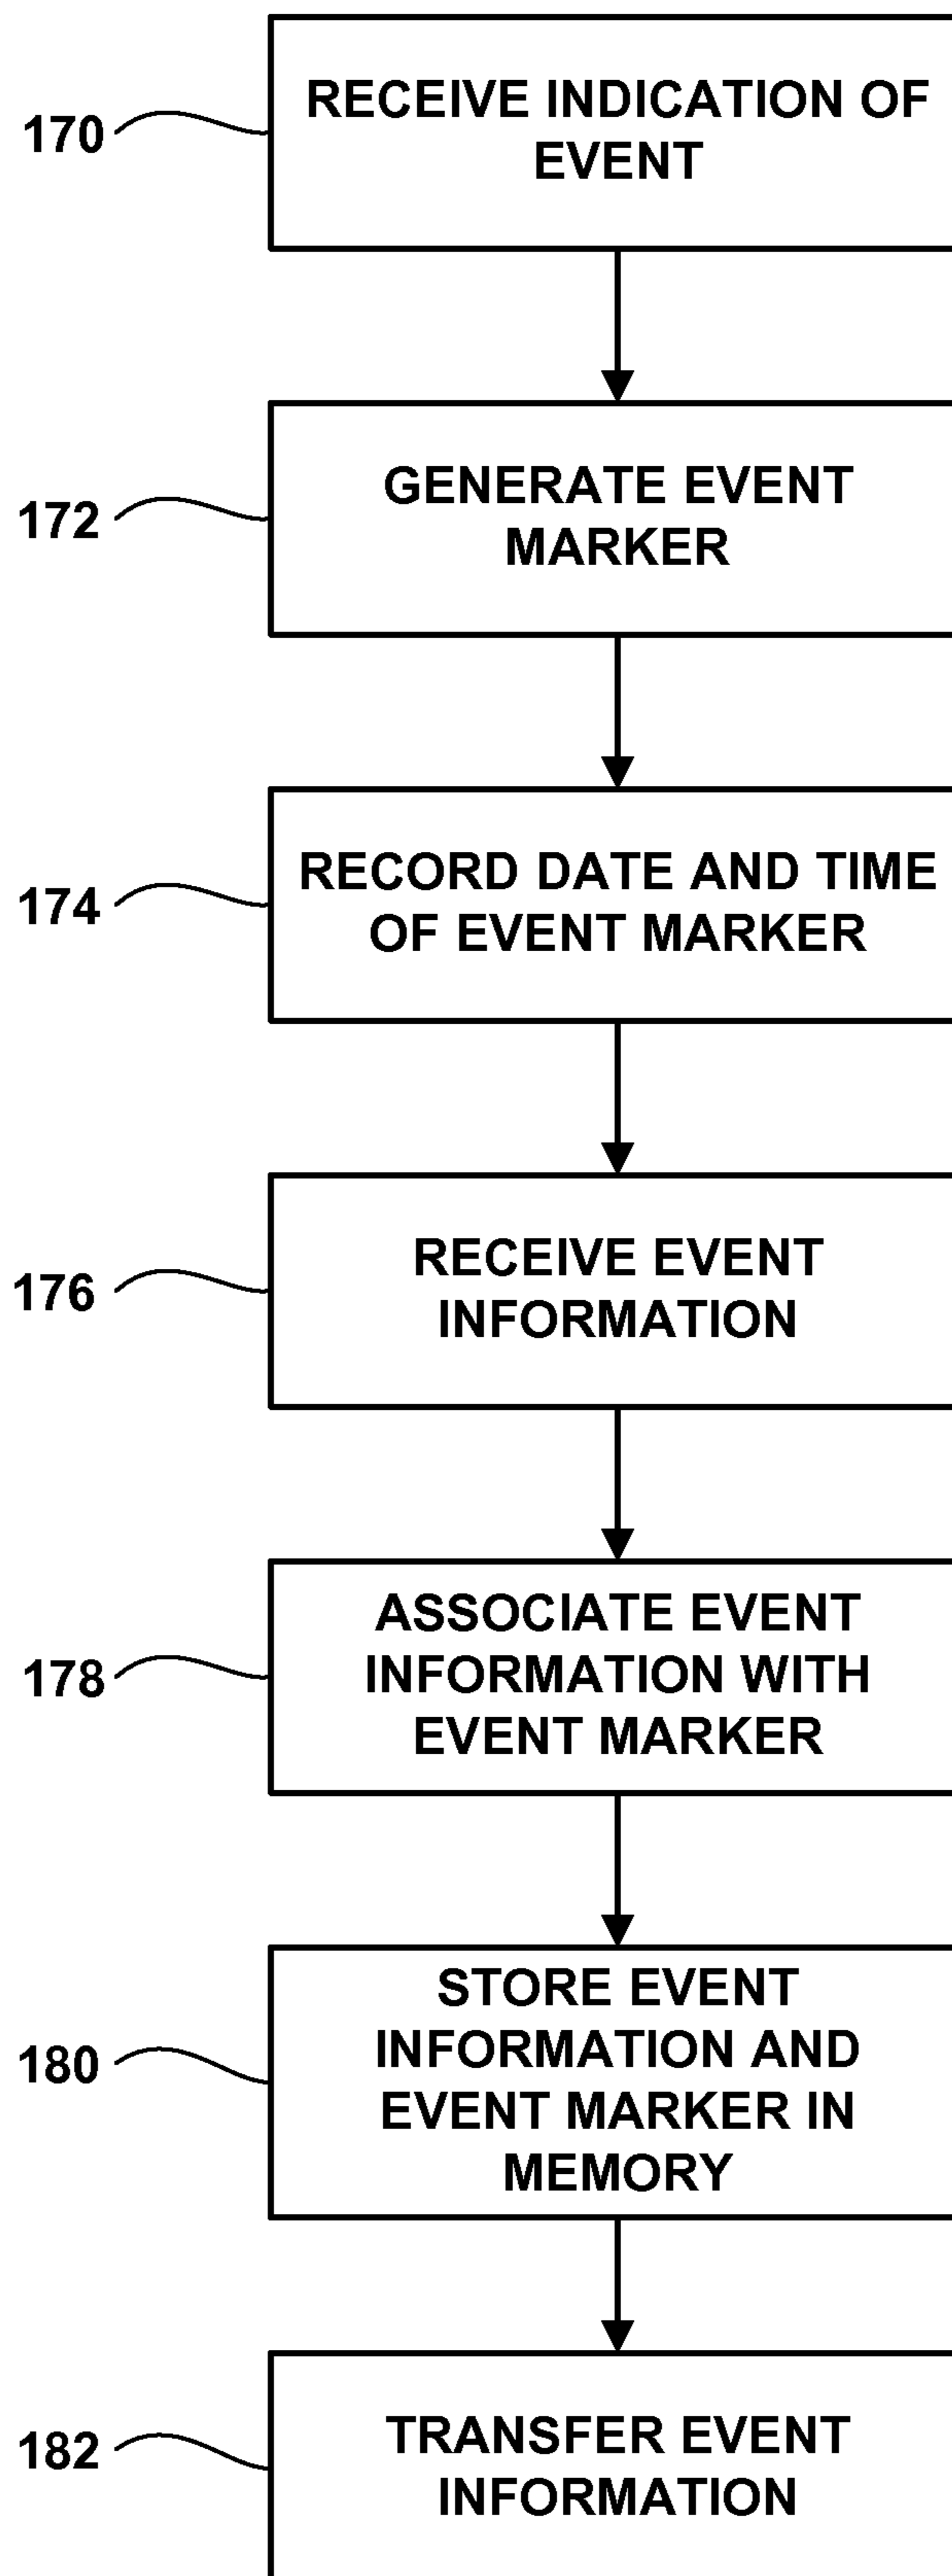 170
RECEIVE INDICATION OF
EVENT
172
GENERATE EVENT
MARKER
174
RECORD DATE AND TIME
OF EVENT MARKER
176
RECEIVE EVENT
INFORMATION
178
ASSOCIATE EVENT
INFORMATION WITH
EVENT MARKER
180
STORE EVENT
INFORMATION AND
EVENT MARKER IN
MEMORY
182
TRANSFER EVENT
INFORMATION